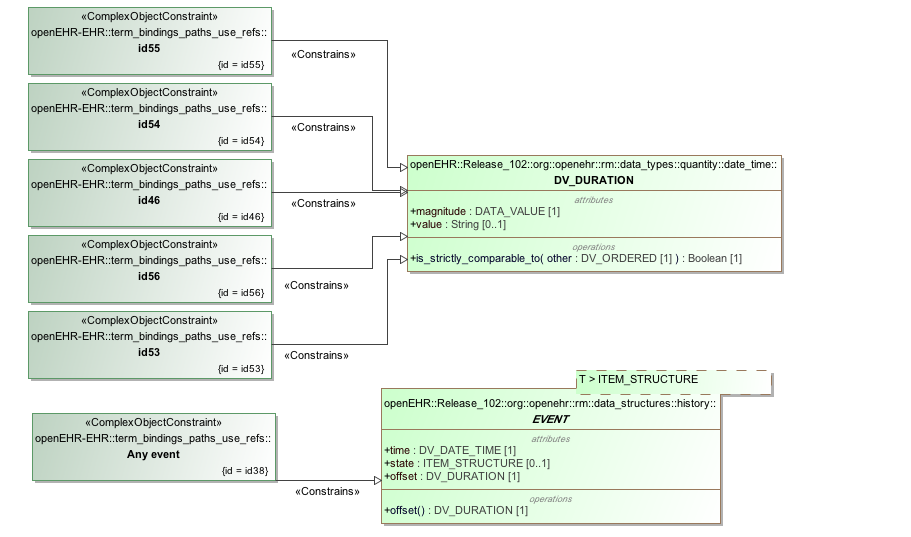 «ComplexObjectConstraint»
openEHR-EHR::term_bindings_paths_use_refs::
id55
{id = id55}
«Constrains»
«ComplexObjectConstraint»
openEHR-EHR::term_bindings_paths_use_refs::
id54
{id = id54}
«Constrains»
«ComplexObjectConstraint»
openEHR-EHR::term_bindings_paths_use_refs::
id46
{id = id46}
«Constrains»
«ComplexObjectConstraint»
openEHR-EHR::term_bindings_paths_use_refs::
id56
{id = id56}
«Constrains»
«ComplexObjectConstraint»
openEHR-EHR::term_bindings_paths_use_refs::
id53
{id = id53}
«Constrains»
openEHR::Release_102::org::openehr::rm::data_types::quantity::date_time::
DV_DURATION
attributes
+magnitude : DATA_VALUE [1]
+value : String [0..1]
operations
+is_strictly_comparable_to( other : DV_ORDERED [1] ) : Boolean [1]
«ComplexObjectConstraint»
openEHR-EHR::term_bindings_paths_use_refs::
Any event
{id = id38}
«Constrains»
T > ITEM_STRUCTURE
openEHR::Release_102::org::openehr::rm::data_structures::history::
EVENT
attributes
+time : DV_DATE_TIME [1]
+state : ITEM_STRUCTURE [0..1]
+offset : DV_DURATION [1]
operations
+offset() : DV_DURATION [1]